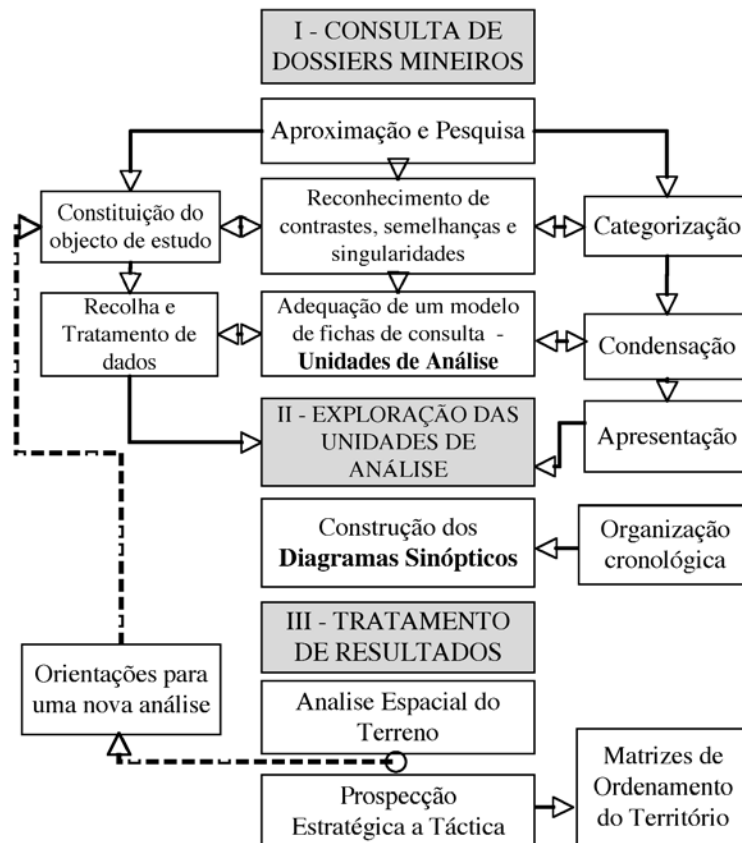 I - CONSULTA DE
DOSSIERS MINEIROS
Aproximação e Pesquisa
Constituição do
objecto de estudo
Reconhecimento de
contrastes, semelhanças e
singularidades
Categorização
Recolha e
Tratamento de
dados
Adequação de um modelo
de fichas de consulta -
Unidades de Análise
Condensação
II - EXPLORAÇÃO DAS
UNIDADES DE
ANÁLISE
Apresentação
Construção dos
Diagramas Sinópticos
Organização
cronológica
III - TRATAMENTO
DE RESULTADOS
Orientações para
uma nova análise
Analise Espacial do
Terreno
Prospecção
Estratégica a Táctica
Matrizes de
Ordenamento
do Território